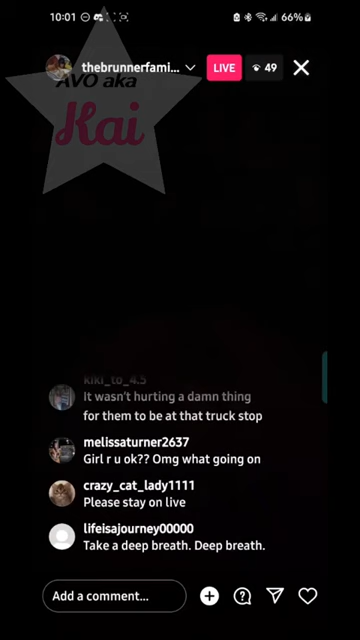 10:01
66%
thebrunnerfami...
LIVE
49
AVO aka
Kai
kiki_to_4.5
It wasn't hurting a damn thing
for them to be at that truck stop
melissaturner2637
Girl r u ok?? Omg what going on
crazy_cat_lady1111
Please stay on live
lifeisajourney00000
Take a deep breath. Deep breath.
Add a comment...